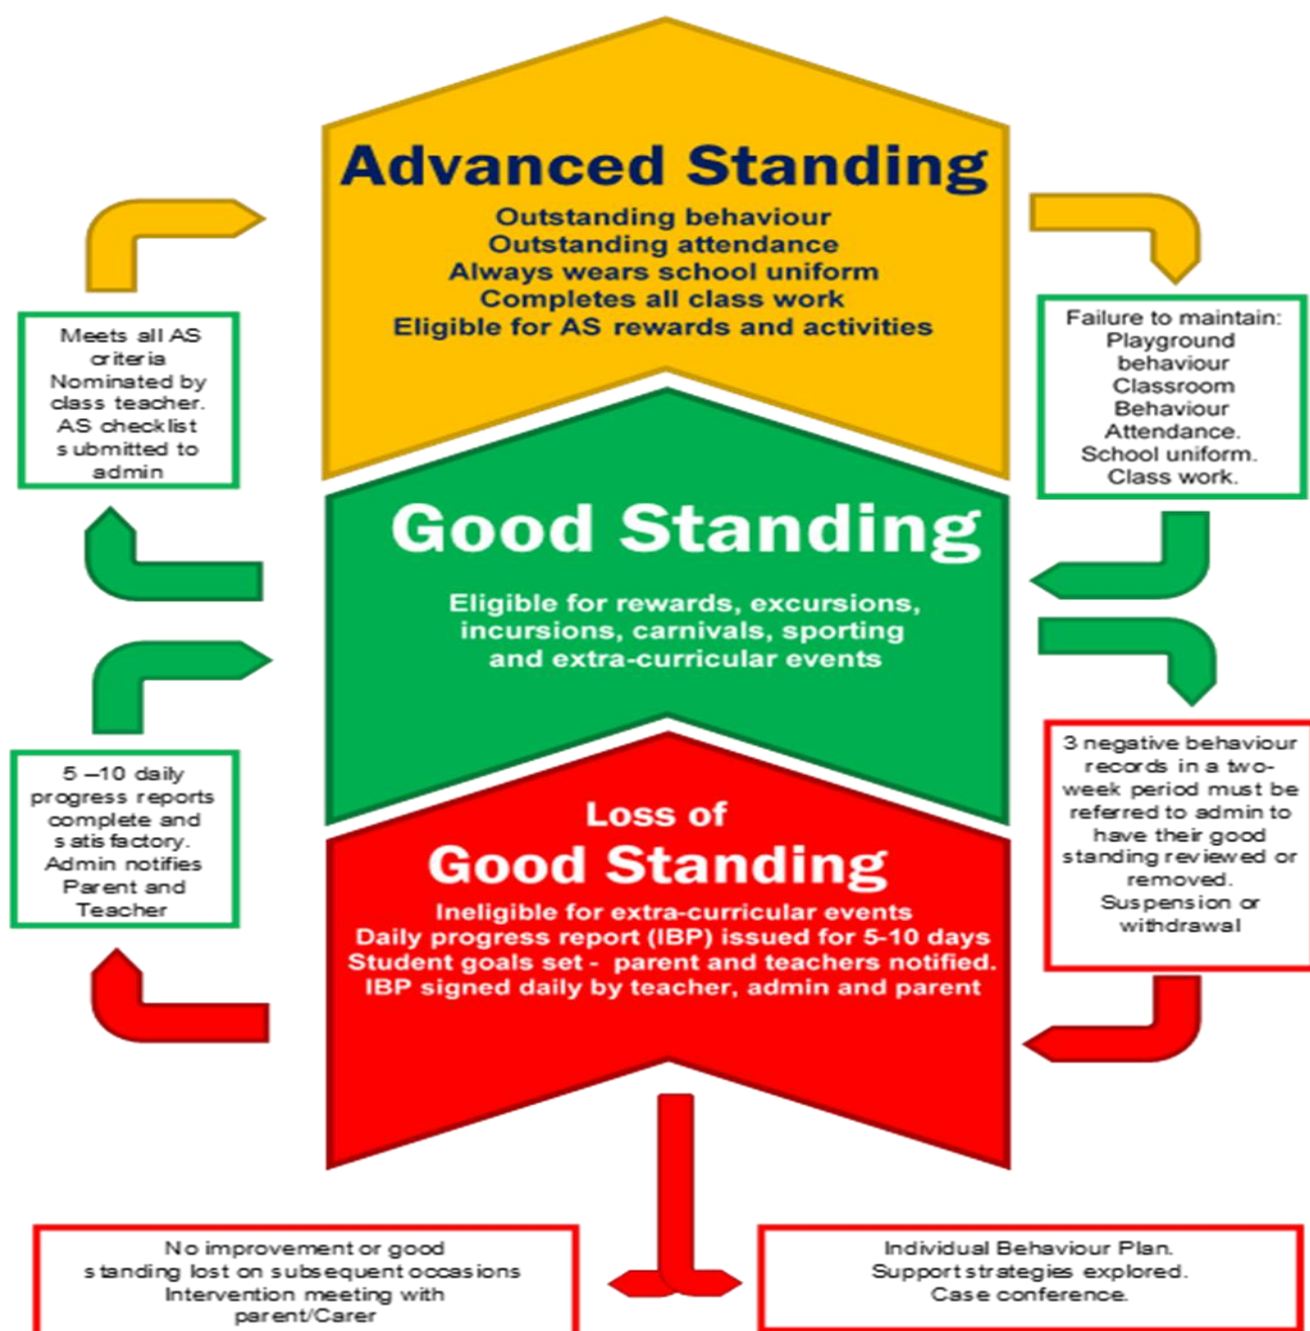 Advanced Standing
Outstanding behaviour
Outstanding attendance
Always wears school uniform
Completes all class work
Eligible for AS rewards and activities
Meets all AS
criteria
Nominated by
class teacher.
AS checklist
submitted to
admin
Failure to maintain:
Playground
behaviour
Classroom
Behaviour
Attendance.
School uniform.
Class work.
Good Standing
Eligible for rewards, excursions,
incursions, carnivals, sporting
and extra-curricular events
5 –10 daily
progress reports
complete and
satisfactory.
Admin notifies
Parent and
Teacher
3 negative behaviour
records in a two-
week period must be
referred to admin to
have their good
standing reviewed or
removed.
Suspension or
withdrawal
Loss of
Good Standing
Ineligible for extra-curricular events
Daily progress report (IBP) issued for 5-10 days
Student goals set - parent and teachers notified.
IBP signed daily by teacher, admin and parent
No improvement or good
standing lost on subsequent occasions
Intervention meeting with
parent/Carer
Individual Behaviour Plan.
Support strategies explored.
Case conference.